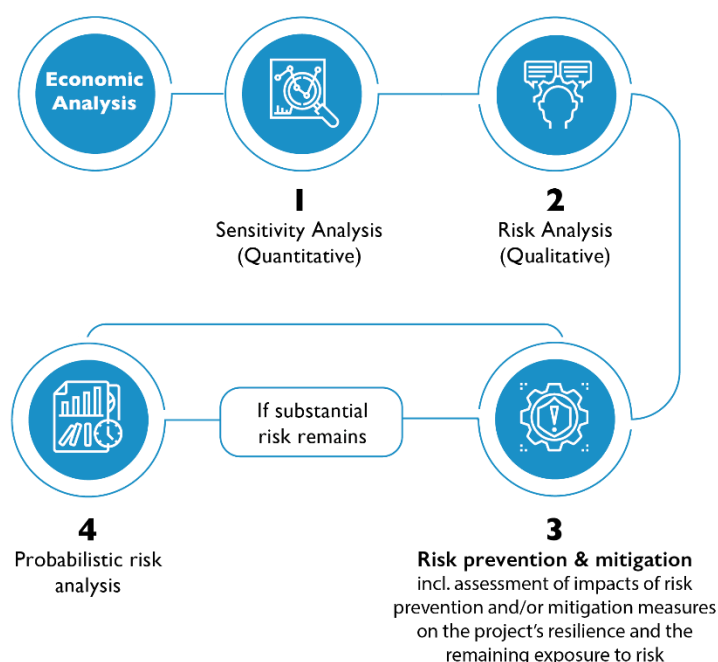 Economic
Analysis
1
Sensitivity Analysis
(Quantitative)
2
Risk Analysis
(Qualitative)
If substantial
risk remains
4
Probabilistic risk
analysis
3
Risk prevention & mitigation
incl. assessment of impacts of risk
prevention and/or mitigation measures
on the project’s resilience and the
remaining exposure to risk